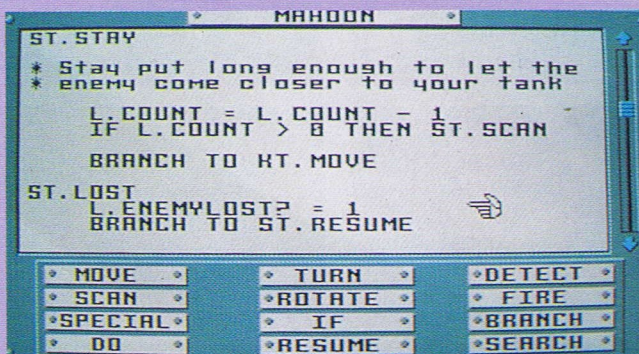 MAHOON
ST.STAY
* Stay put long enough to let the
* enemy come closer to your tank
L.COUNT = L.COUNT - 1
IF L.COUNT > 0 THEN ST.SCAN
BRANCH TO KT.MOVE
ST.LOST
L.ENEMYLOST? = 1
BRANCH TO ST.RESUME
MOVE TURN DETECT
SCAN ROTATE FIRE
SPECIAL IF BRANCH
DO RESUME SEARCH